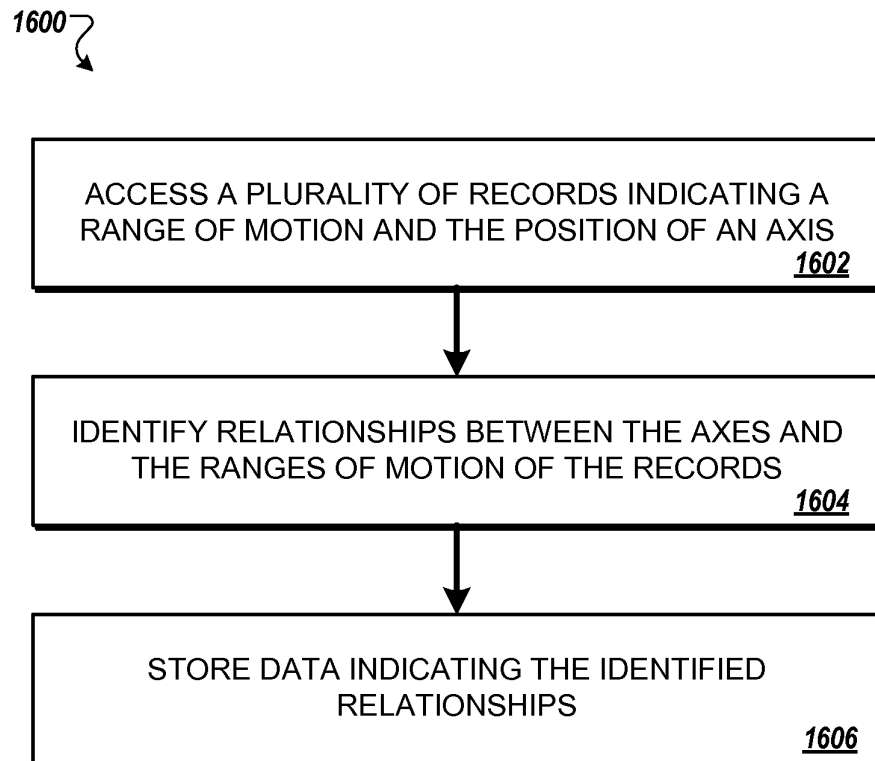 1600
ACCESS A PLURALITY OF RECORDS INDICATING A
RANGE OF MOTION AND THE POSITION OF AN AXIS
1602
IDENTIFY RELATIONSHIPS BETWEEN THE AXES AND
THE RANGES OF MOTION OF THE RECORDS
1604
STORE DATA INDICATING THE IDENTIFIED
RELATIONSHIPS
1606